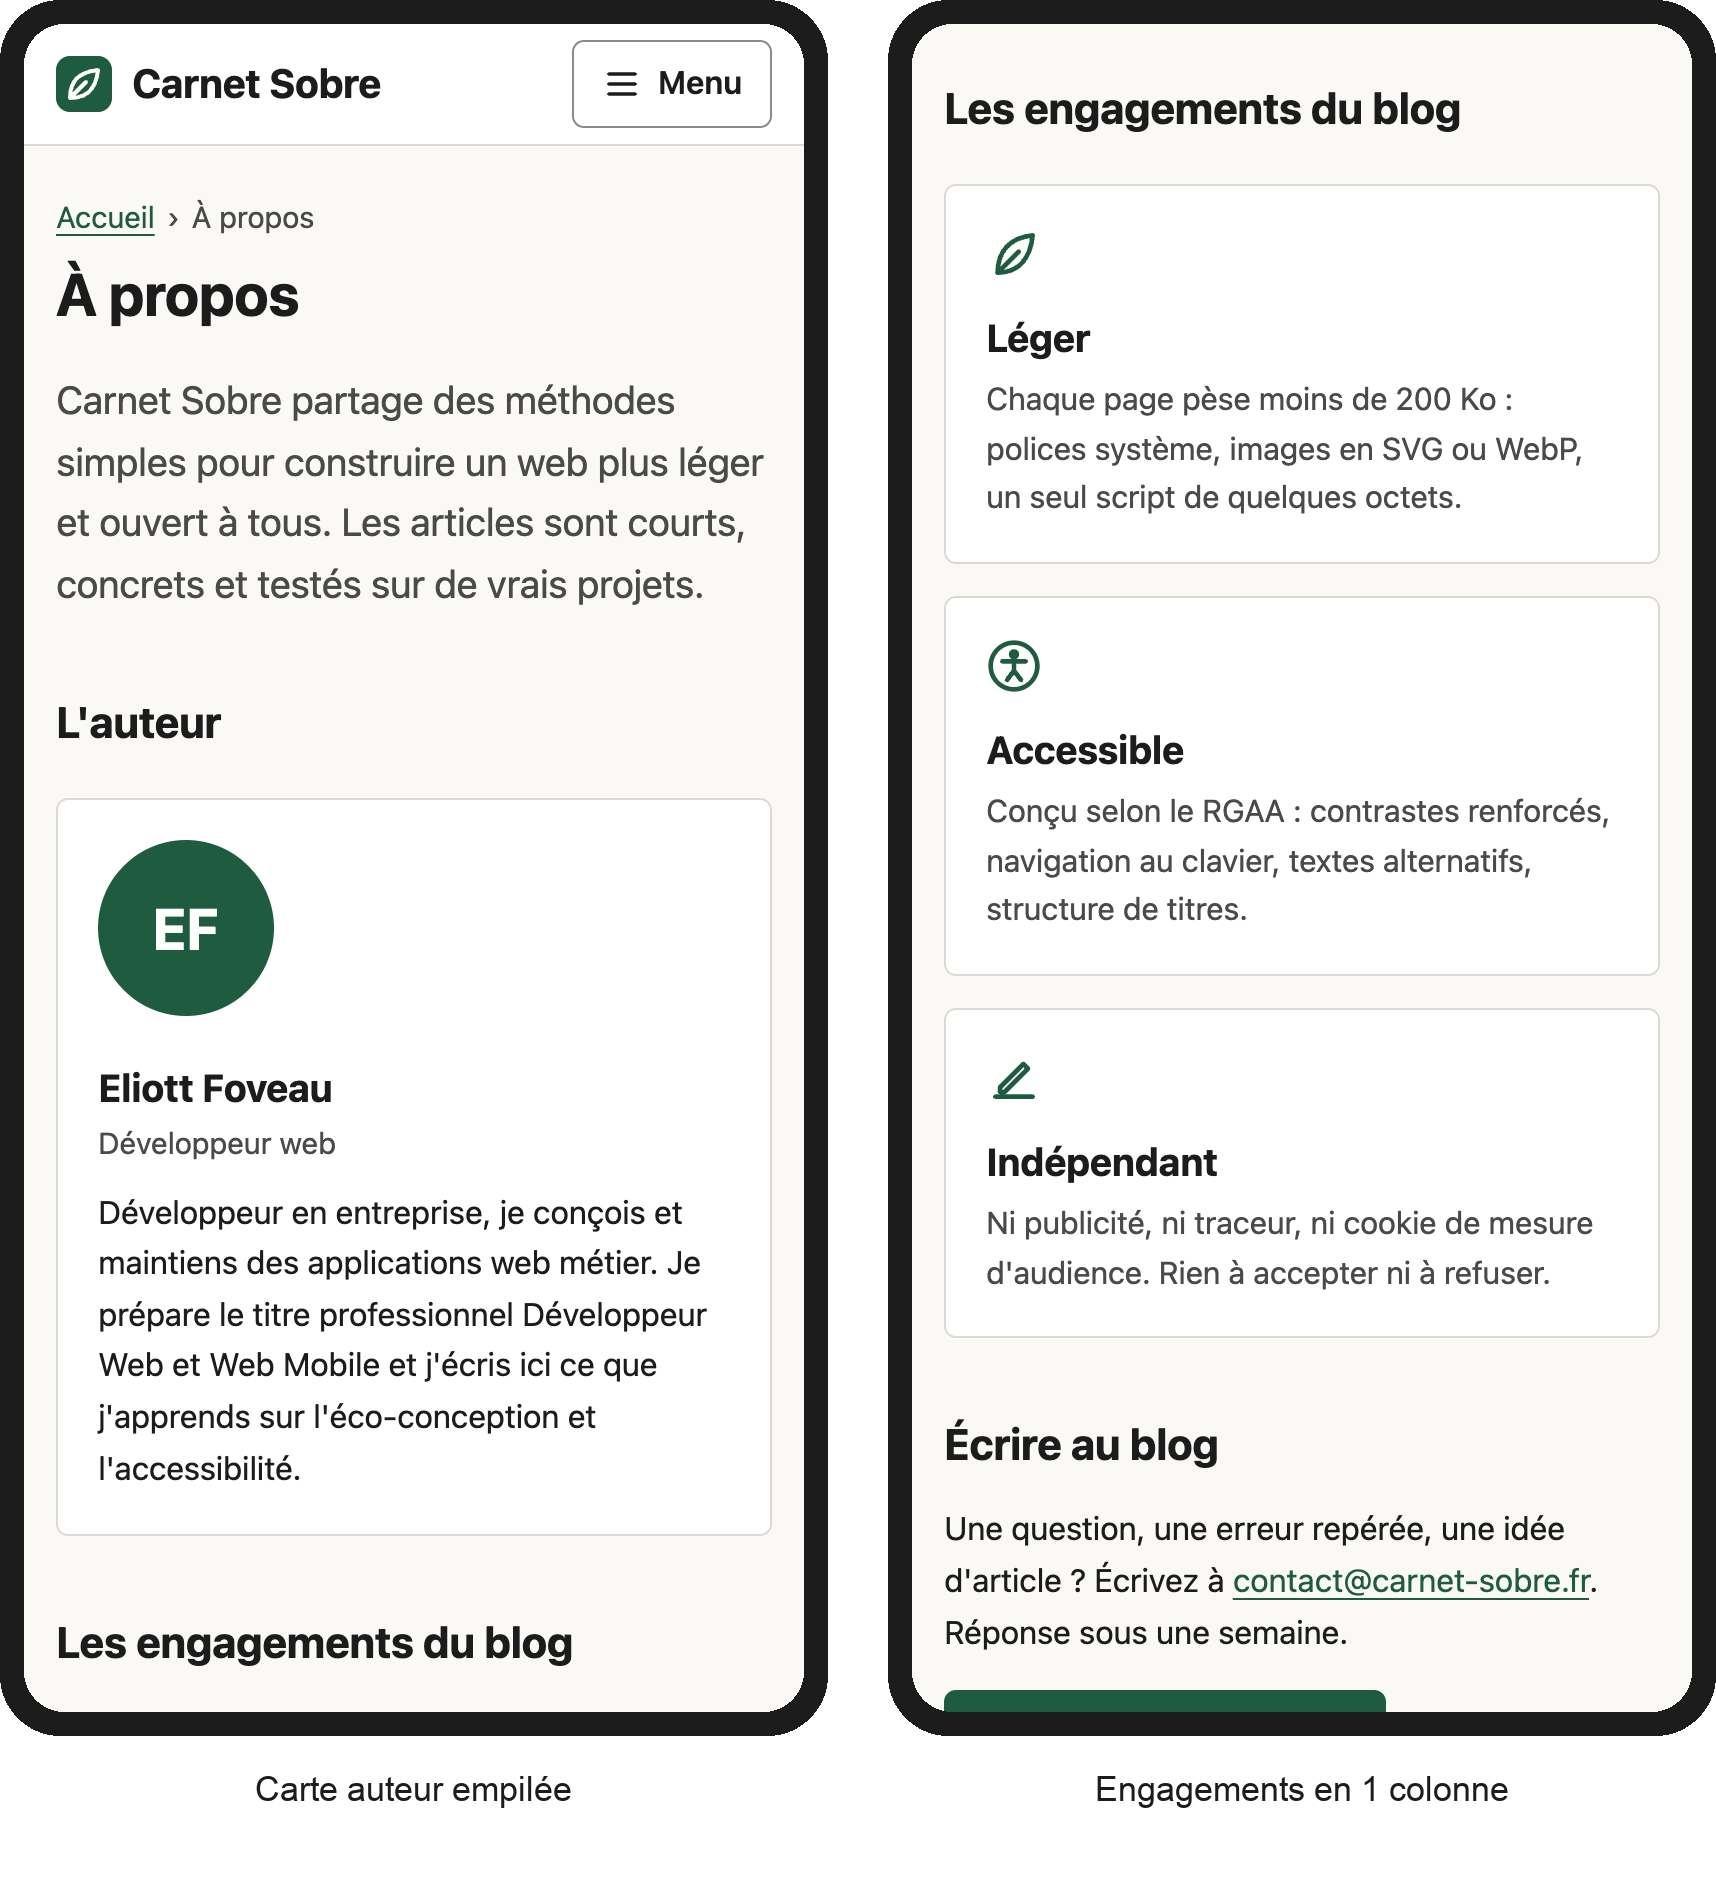 Carnet Sobre
Menu
Accueil › À propos
À propos
Carnet Sobre partage des méthodes
simples pour construire un web plus léger
et ouvert à tous. Les articles sont courts,
concrets et testés sur de vrais projets.
L'auteur
EF
Eliott Foveau
Développeur web
Développeur en entreprise, je conçois et
maintiens des applications web métier. Je
prépare le titre professionnel Développeur
Web et Web Mobile et j'écris ici ce que
j'apprends sur l'éco-conception et
l'accessibilité.
Les engagements du blog
Carte auteur empilée
Les engagements du blog
Léger
Chaque page pèse moins de 200 Ko :
polices système, images en SVG ou WebP,
un seul script de quelques octets.
Accessible
Conçu selon le RGAA : contrastes renforcés,
navigation au clavier, textes alternatifs,
structure de titres.
Indépendant
Ni publicité, ni traceur, ni cookie de mesure
d'audience. Rien à accepter ni à refuser.
Écrire au blog
Une question, une erreur repérée, une idée
d'article ? Écrivez à contact@carnet-sobre.fr.
Réponse sous une semaine.
Engagements en 1 colonne